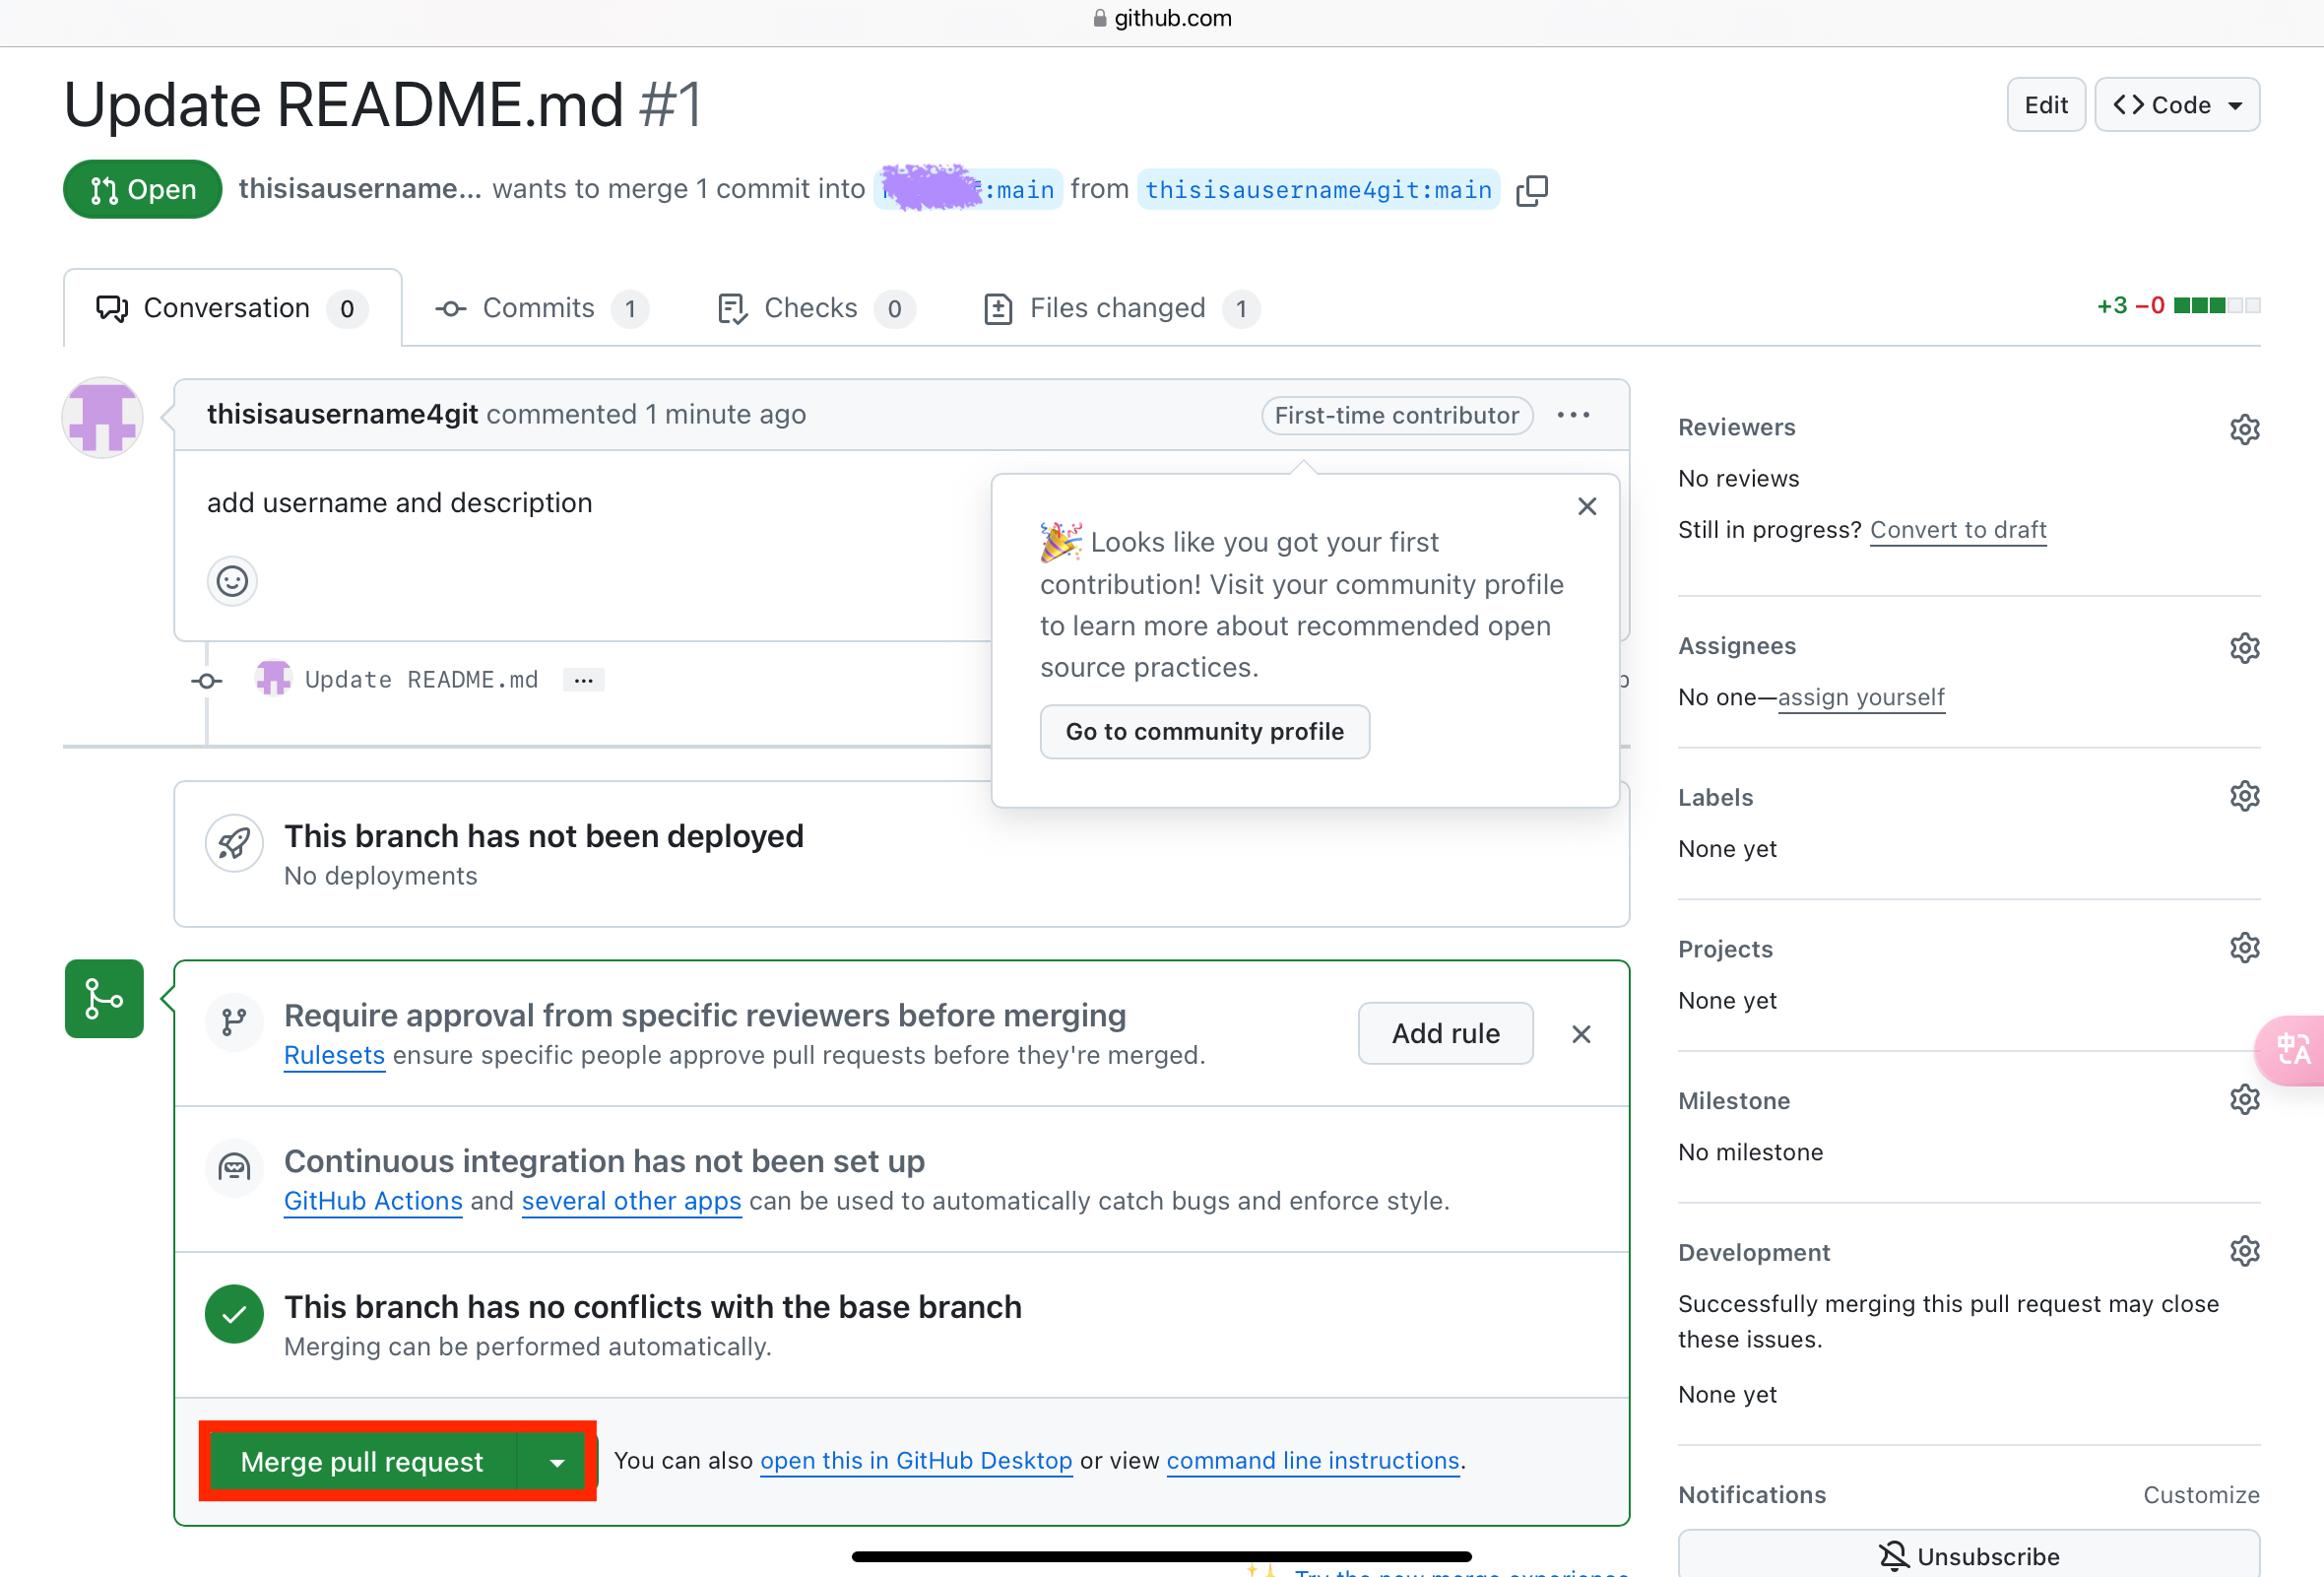 github.com
Update README.md #1
Edit
Code
Open
thisisausername... wants to merge 1 commit into :main from thisisausername4git:main
Conversation 0
Commits 1
Checks 0
Files changed 1
+3 −0
thisisausername4git commented 1 minute ago
First-time contributor
add username and description
🎉 Looks like you got your first
contribution! Visit your community profile
to learn more about recommended open
source practices.
Go to community profile
Update README.md
This branch has not been deployed
No deployments
Require approval from specific reviewers before merging
Rulesets ensure specific people approve pull requests before they're merged.
Add rule
Continuous integration has not been set up
GitHub Actions and several other apps can be used to automatically catch bugs and enforce style.
This branch has no conflicts with the base branch
Merging can be performed automatically.
Merge pull request
You can also open this in GitHub Desktop or view command line instructions.
Try the new merge experience
Reviewers
No reviews
Still in progress? Convert to draft
Assignees
No one—assign yourself
Labels
None yet
Projects
None yet
Milestone
No milestone
Development
Successfully merging this pull request may close
these issues.
None yet
Notifications
Customize
Unsubscribe
中A